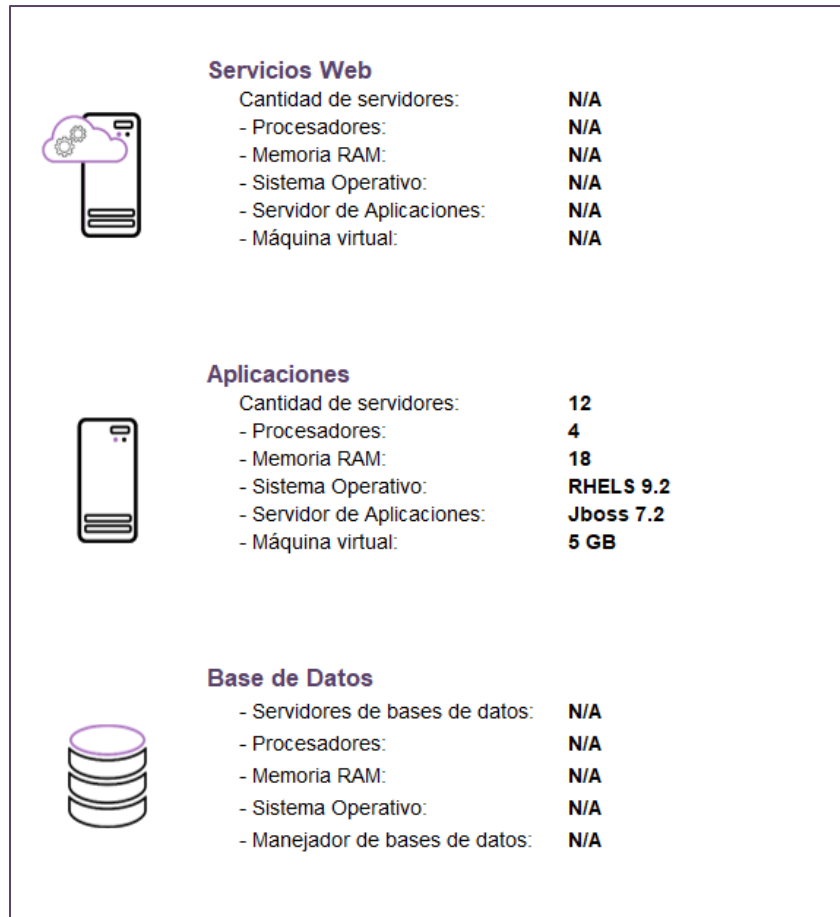 Servicios Web
Cantidad de servidores: N/A
- Procesadores: N/A
- Memoria RAM: N/A
- Sistema Operativo: N/A
- Servidor de Aplicaciones: N/A
- Máquina virtual: N/A
Aplicaciones
Cantidad de servidores: 12
- Procesadores: 4
- Memoria RAM: 18
- Sistema Operativo: RHELS 9.2
- Servidor de Aplicaciones: Jboss 7.2
- Máquina virtual: 5 GB
Base de Datos
- Servidores de bases de datos: N/A
- Procesadores: N/A
- Memoria RAM: N/A
- Sistema Operativo: N/A
- Manejador de bases de datos: N/A